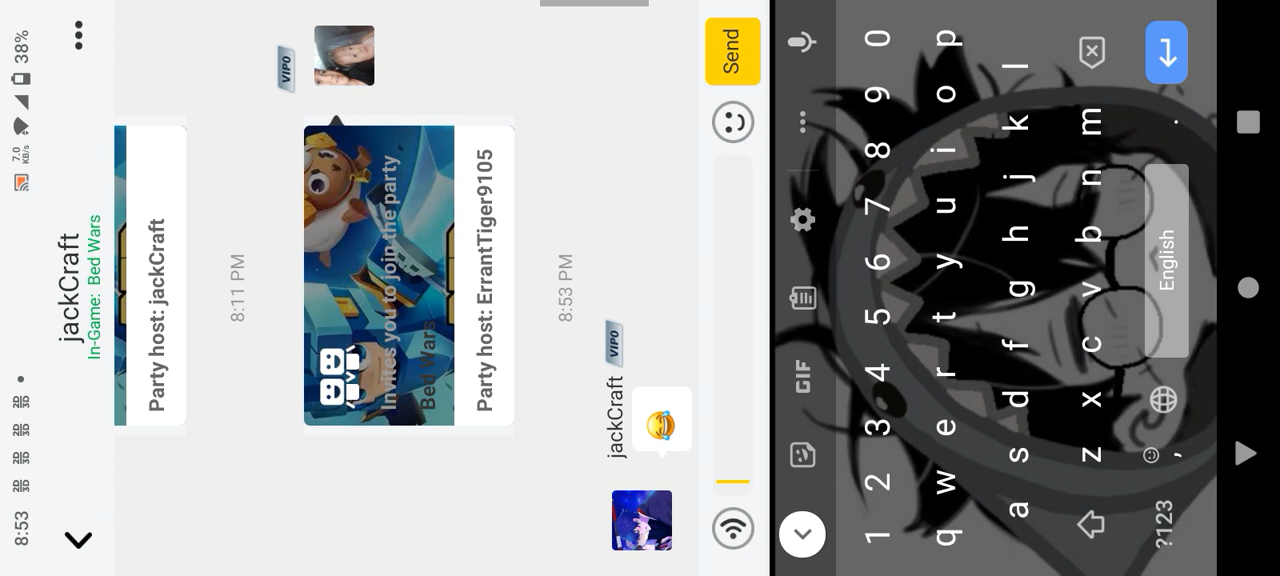 8:53
7.0
KB/s
38%
jackCraft
In-Game: Bed Wars
Party host: jackCraft
8:11 PM
VIP0
Invites you to join the party
Bed Wars
Party host: ErrantTiger9105
8:53 PM
jackCraft
VIP0
Send
GIF
1 2 3 4 5 6 7 8 9 0
q w e r t y u i o p
a s d f g h j k l
z x c v b n m
?123
,
English
.